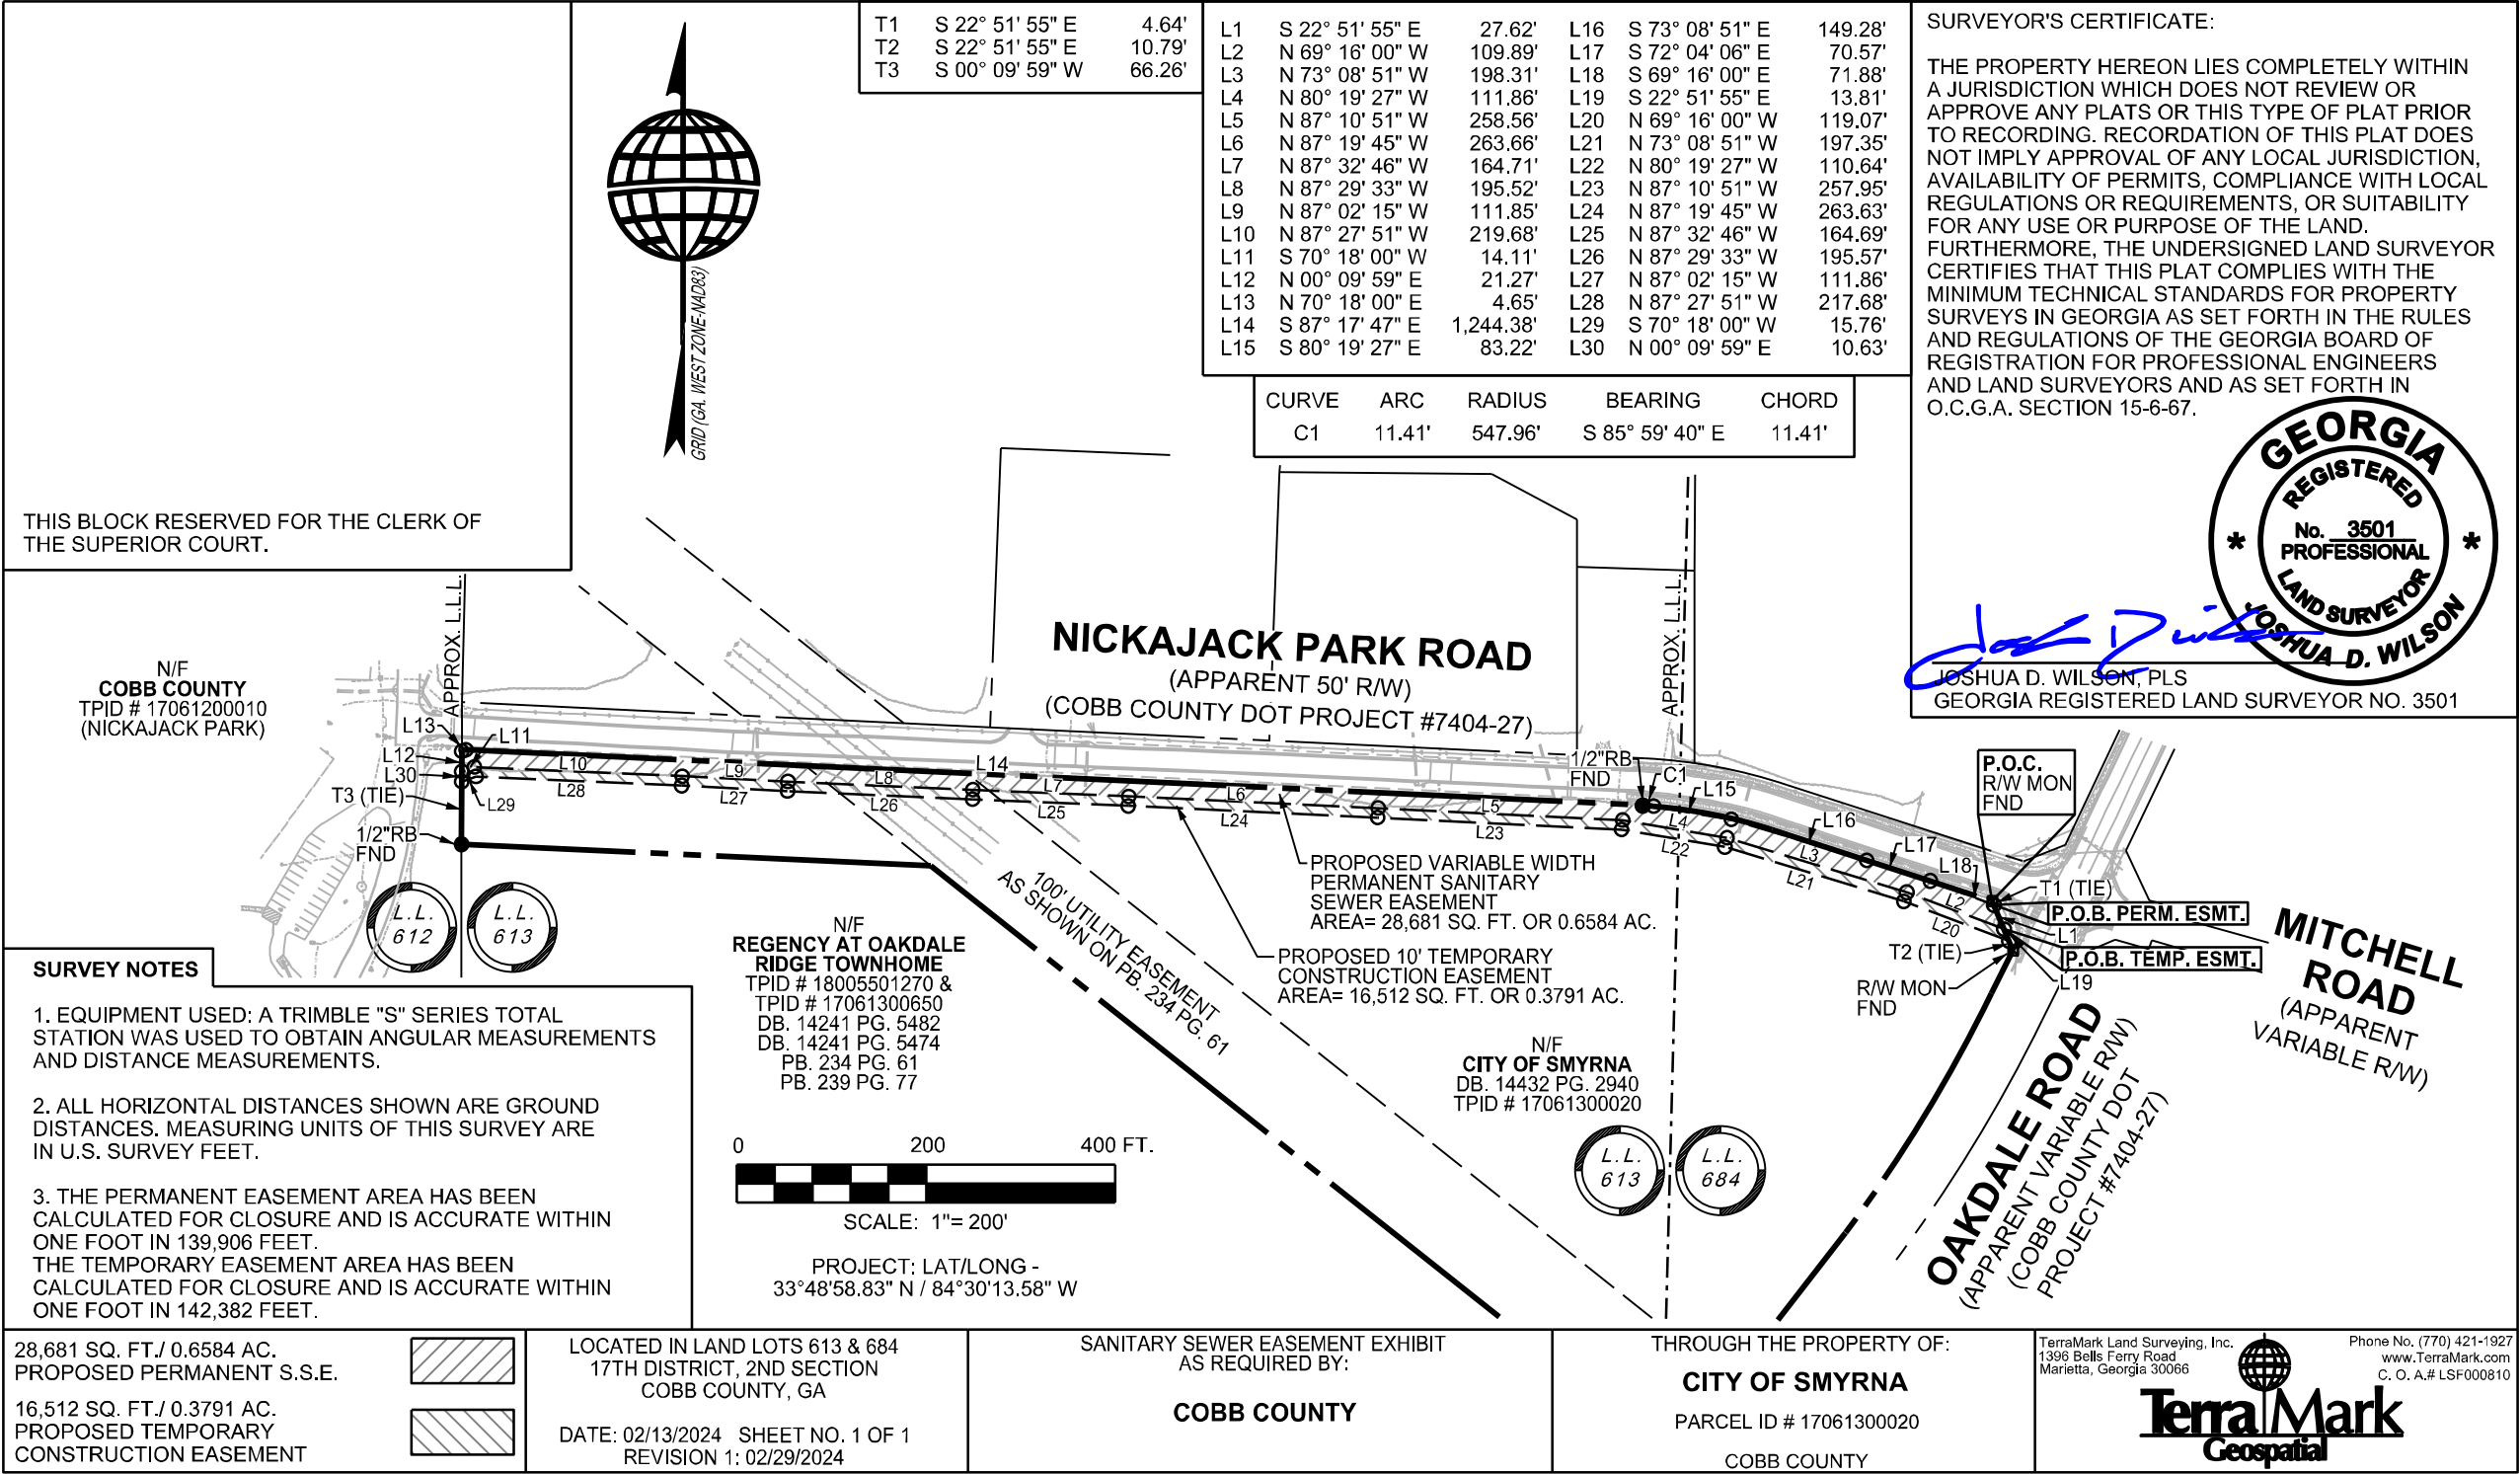 THIS BLOCK RESERVED FOR THE CLERK OF
THE SUPERIOR COURT.
GRID (GA. WEST ZONE-NAD83)
T1 S 22° 51' 55" E 4.64'
T2 S 22° 51' 55" E 10.79'
T3 S 00° 09' 59" W 66.26'
L1 S 22° 51' 55" E 27.62' L16 S 73° 08' 51" E 149.28'
L2 N 69° 16' 00" W 109.89' L17 S 72° 04' 06" E 70.57'
L3 N 73° 08' 51" W 198.31' L18 S 69° 16' 00" E 71.88'
L4 N 80° 19' 27" W 111.86' L19 S 22° 51' 55" E 13.81'
L5 N 87° 10' 51" W 258.56' L20 N 69° 16' 00" W 119.07'
L6 N 87° 19' 45" W 263.66' L21 N 73° 08' 51" W 197.35'
L7 N 87° 32' 46" W 164.71' L22 N 80° 19' 27" W 110.64'
L8 N 87° 29' 33" W 195.52' L23 N 87° 10' 51" W 257.95'
L9 N 87° 02' 15" W 111.85' L24 N 87° 19' 45" W 263.63'
L10 N 87° 27' 51" W 219.68' L25 N 87° 32' 46" W 164.69'
L11 S 70° 18' 00" W 14.11' L26 N 87° 29' 33" W 195.57'
L12 N 00° 09' 59" E 21.27' L27 N 87° 02' 15" W 111.86'
L13 N 70° 18' 00" E 4.65' L28 N 87° 27' 51" W 217.68'
L14 S 87° 17' 47" E 1,244.38' L29 S 70° 18' 00" W 15.76'
L15 S 80° 19' 27" E 83.22' L30 N 00° 09' 59" E 10.63'
CURVE ARC RADIUS BEARING CHORD
C1 11.41' 547.96' S 85° 59' 40" E 11.41'
SURVEYOR'S CERTIFICATE:
THE PROPERTY HEREON LIES COMPLETELY WITHIN
A JURISDICTION WHICH DOES NOT REVIEW OR
APPROVE ANY PLATS OR THIS TYPE OF PLAT PRIOR
TO RECORDING. RECORDATION OF THIS PLAT DOES
NOT IMPLY APPROVAL OF ANY LOCAL JURISDICTION,
AVAILABILITY OF PERMITS, COMPLIANCE WITH LOCAL
REGULATIONS OR REQUIREMENTS, OR SUITABILITY
FOR ANY USE OR PURPOSE OF THE LAND.
FURTHERMORE, THE UNDERSIGNED LAND SURVEYOR
CERTIFIES THAT THIS PLAT COMPLIES WITH THE
MINIMUM TECHNICAL STANDARDS FOR PROPERTY
SURVEYS IN GEORGIA AS SET FORTH IN THE RULES
AND REGULATIONS OF THE GEORGIA BOARD OF
REGISTRATION FOR PROFESSIONAL ENGINEERS
AND LAND SURVEYORS AND AS SET FORTH IN
O.C.G.A. SECTION 15-6-67.
GEORGIA
REGISTERED
No. 3501
PROFESSIONAL
LAND SURVEYOR
* JOSHUA D. WILSON *
JOSHUA D. WILSON, PLS
GEORGIA REGISTERED LAND SURVEYOR NO. 3501
N/F
COBB COUNTY
TPID # 17061200010
(NICKAJACK PARK)
APPROX. L.L.L.
NICKAJACK PARK ROAD
(APPARENT 50' R/W)
(COBB COUNTY DOT PROJECT #7404-27)
APPROX. L.L.L.
L13
L12
L30
T3 (TIE)
1/2"RB
FND
L11
L29
L10
L28
L9
L27
L8
L26
L14
L7
L25
L6
L24
L5
L23
1/2"RB
FND
C1
L15
L4
L22
L16
L3
L21
L17
L18
L2
L20
P.O.C.
R/W MON
FND
T1 (TIE)
P.O.B. PERM. ESMT.
L1
T2 (TIE)
P.O.B. TEMP. ESMT.
L19
R/W MON
FND
MITCHELL
ROAD
(APPARENT
VARIABLE R/W)
OAKDALE ROAD
(APPARENT VARIABLE R/W)
(COBB COUNTY DOT
PROJECT #7404-27)
PROPOSED VARIABLE WIDTH
PERMANENT SANITARY
SEWER EASEMENT
AREA= 28,681 SQ. FT. OR 0.6584 AC.
PROPOSED 10' TEMPORARY
CONSTRUCTION EASEMENT
AREA= 16,512 SQ. FT. OR 0.3791 AC.
100' UTILITY EASEMENT
AS SHOWN ON PB. 234 PG. 61
L.L.
612
L.L.
613
N/F
REGENCY AT OAKDALE
RIDGE TOWNHOME
TPID # 18005501270 &
TPID # 17061300650
DB. 14241 PG. 5482
DB. 14241 PG. 5474
PB. 234 PG. 61
PB. 239 PG. 77
N/F
CITY OF SMYRNA
DB. 14432 PG. 2940
TPID # 17061300020
L.L.
613
L.L.
684
0 200 400 FT.
SCALE: 1"= 200'
PROJECT: LAT/LONG -
33°48'58.83" N / 84°30'13.58" W
SURVEY NOTES
1. EQUIPMENT USED: A TRIMBLE "S" SERIES TOTAL
STATION WAS USED TO OBTAIN ANGULAR MEASUREMENTS
AND DISTANCE MEASUREMENTS.
2. ALL HORIZONTAL DISTANCES SHOWN ARE GROUND
DISTANCES. MEASURING UNITS OF THIS SURVEY ARE
IN U.S. SURVEY FEET.
3. THE PERMANENT EASEMENT AREA HAS BEEN
CALCULATED FOR CLOSURE AND IS ACCURATE WITHIN
ONE FOOT IN 139,906 FEET.
THE TEMPORARY EASEMENT AREA HAS BEEN
CALCULATED FOR CLOSURE AND IS ACCURATE WITHIN
ONE FOOT IN 142,382 FEET.
28,681 SQ. FT./ 0.6584 AC.
PROPOSED PERMANENT S.S.E.
16,512 SQ. FT./ 0.3791 AC.
PROPOSED TEMPORARY
CONSTRUCTION EASEMENT
LOCATED IN LAND LOTS 613 & 684
17TH DISTRICT, 2ND SECTION
COBB COUNTY, GA
DATE: 02/13/2024 SHEET NO. 1 OF 1
REVISION 1: 02/29/2024
SANITARY SEWER EASEMENT EXHIBIT
AS REQUIRED BY:
COBB COUNTY
THROUGH THE PROPERTY OF:
CITY OF SMYRNA
PARCEL ID # 17061300020
COBB COUNTY
TerraMark Land Surveying, Inc.
1396 Bells Ferry Road
Marietta, Georgia 30066
Phone No. (770) 421-1927
www.TerraMark.com
C. O. A.# LSF000810
TerraMark
Geospatial